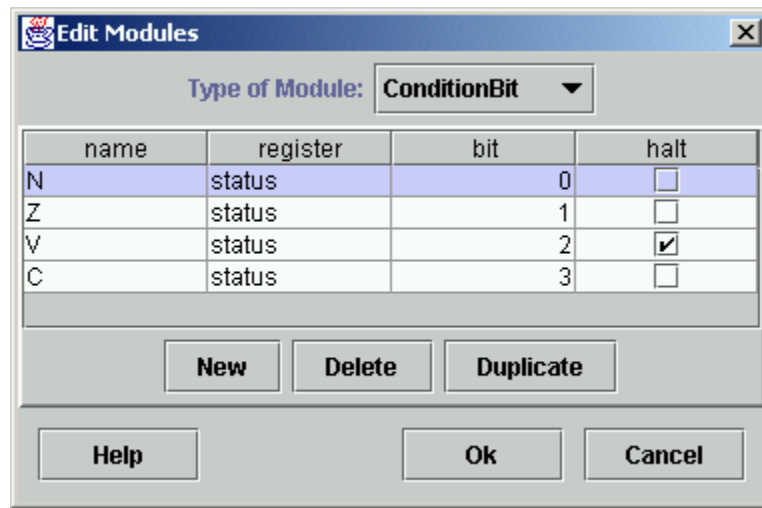 Edit Modules
Type of Module: ConditionBit
name register bit halt
N status 0
Z status 1
V status 2
C status 3
New Delete Duplicate
Help Ok Cancel